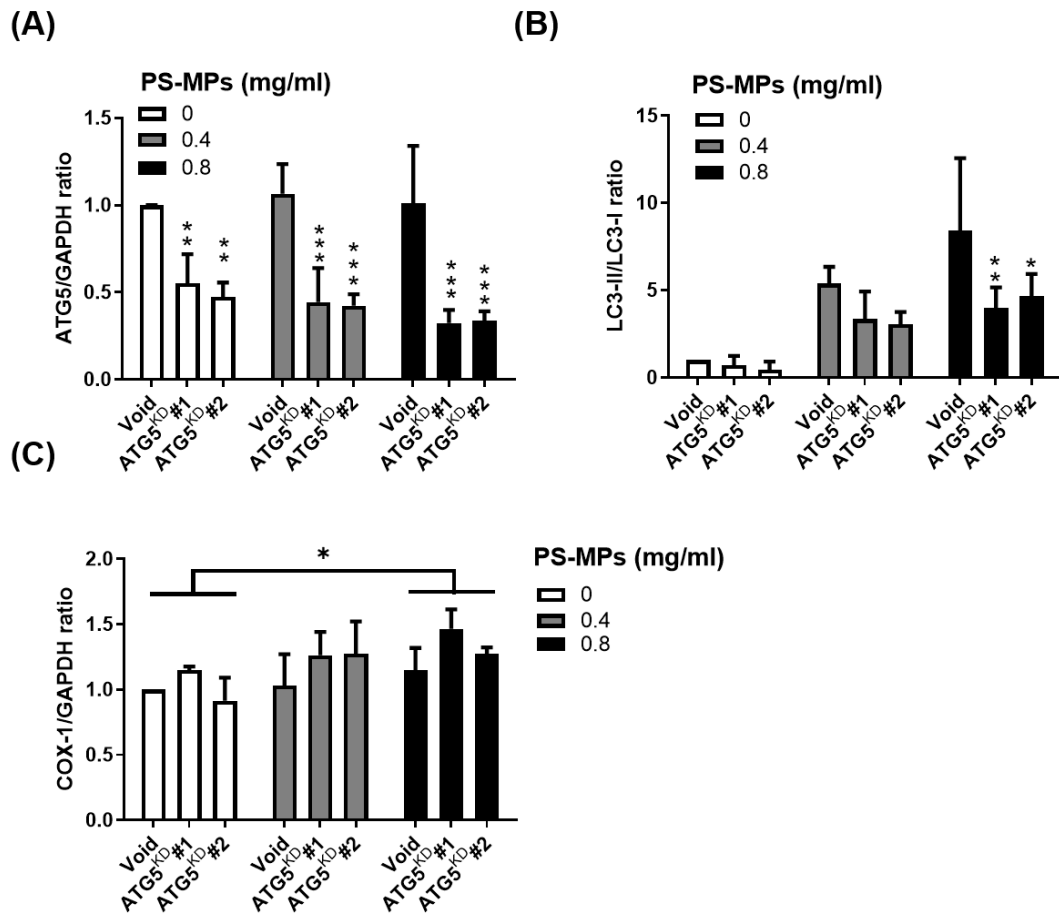 (A)
PS-MPs (mg/ml)
0
0.4
0.8
ATG5/GAPDH ratio
1.5
1.0
0.5
0.0
** ** *** *** *** ***
Void ATG5KD #1 ATG5KD #2 Void ATG5KD #1 ATG5KD #2 Void ATG5KD #1 ATG5KD #2
(B)
PS-MPs (mg/ml)
0
0.4
0.8
LC3-II/LC3-I ratio
15
10
5
0
** *
Void ATG5KD #1 ATG5KD #2 Void ATG5KD #1 ATG5KD #2 Void ATG5KD #1 ATG5KD #2
(C)
PS-MPs (mg/ml)
0
0.4
0.8
COX-1/GAPDH ratio
2.0
1.5
1.0
0.5
0.0
*
Void ATG5KD #1 ATG5KD #2 Void ATG5KD #1 ATG5KD #2 Void ATG5KD #1 ATG5KD #2